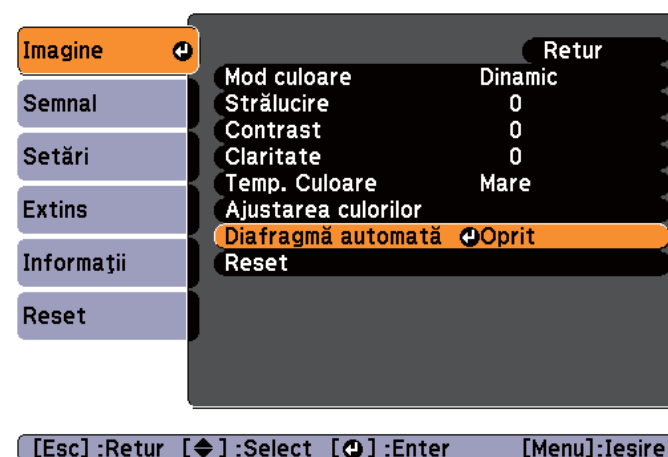 Imagine
Semnal
Setări
Extins
Informaţii
Reset
Retur
Mod culoare Dinamic
Strălucire 0
Contrast 0
Claritate 0
Temp. Culoare Mare
Ajustarea culorilor
Diafragmă automată Oprit
Reset
[Esc] :Retur [◆] :Select [↵] :Enter [Menu]:Iesire